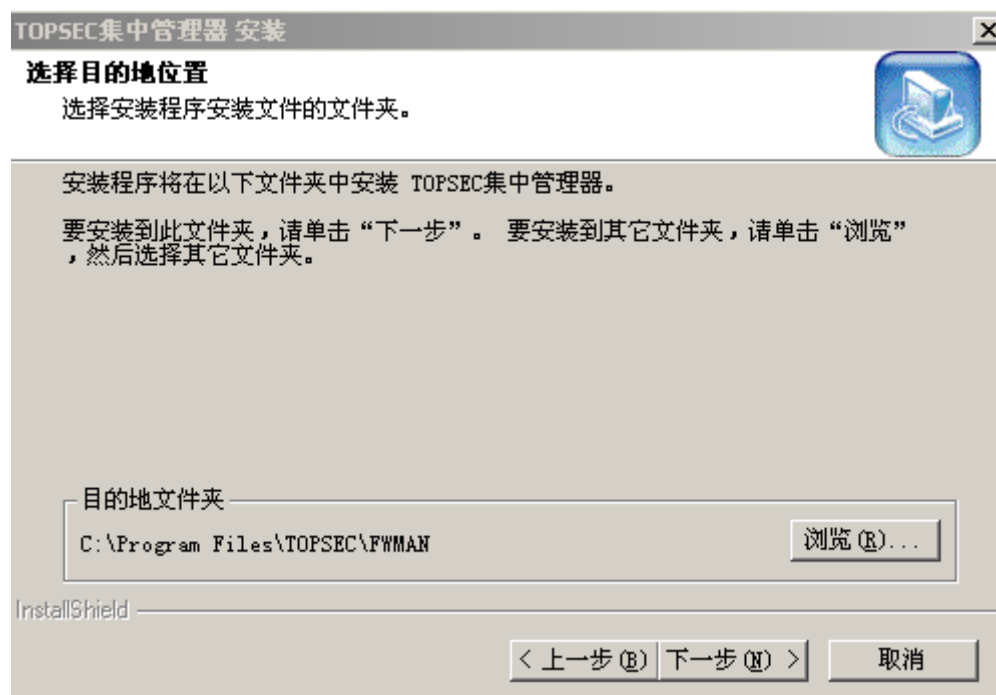 TOPSEC集中管理器 安装
选择目的地位置
选择安装程序安装文件的文件夹。
安装程序将在以下文件夹中安装 TOPSEC集中管理器。
要安装到此文件夹，请单击“下一步”。 要安装到其它文件夹，请单击“浏览”
，然后选择其它文件夹。
目的地文件夹
C:\Program Files\TOPSEC\FWMAN
浏览(R)...
InstallShield
< 上一步(B) 下一步(N) > 取消